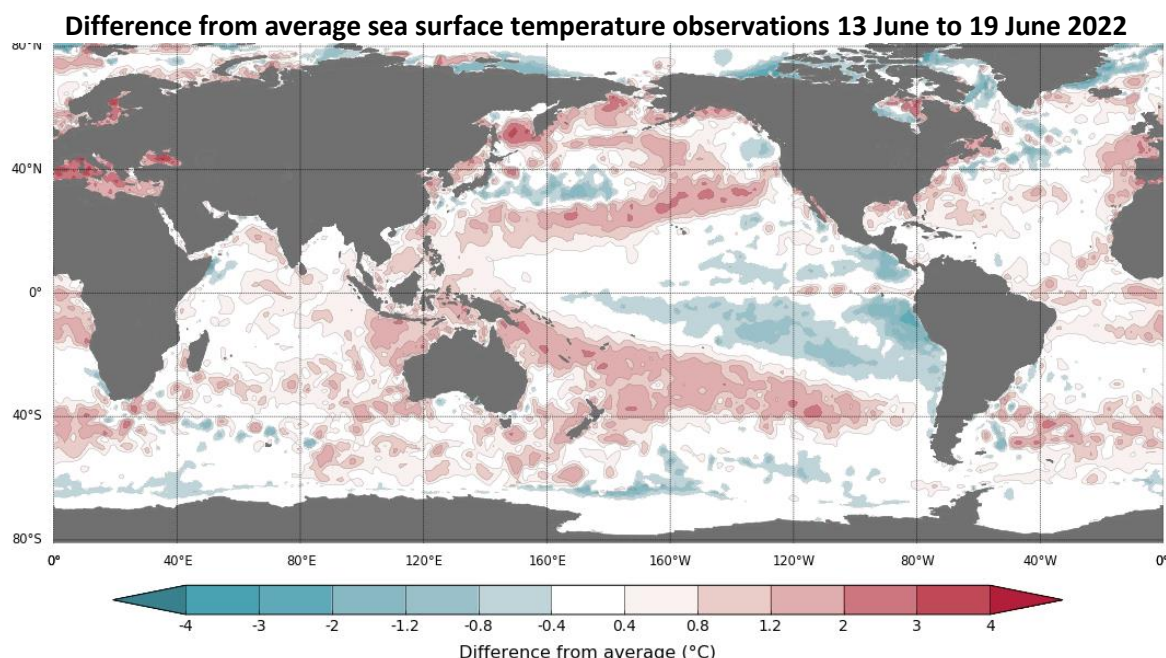 Difference from average sea surface temperature observations 13 June to 19 June 2022
80°N
40°N
0°
40°S
80°S
0° 40°E 80°E 120°E 160°E 160°W 120°W 80°W 40°W 0°
-4 -3 -2 -1.2 -0.8 -0.4 0.4 0.8 1.2 2 3 4
Difference from average (°C)